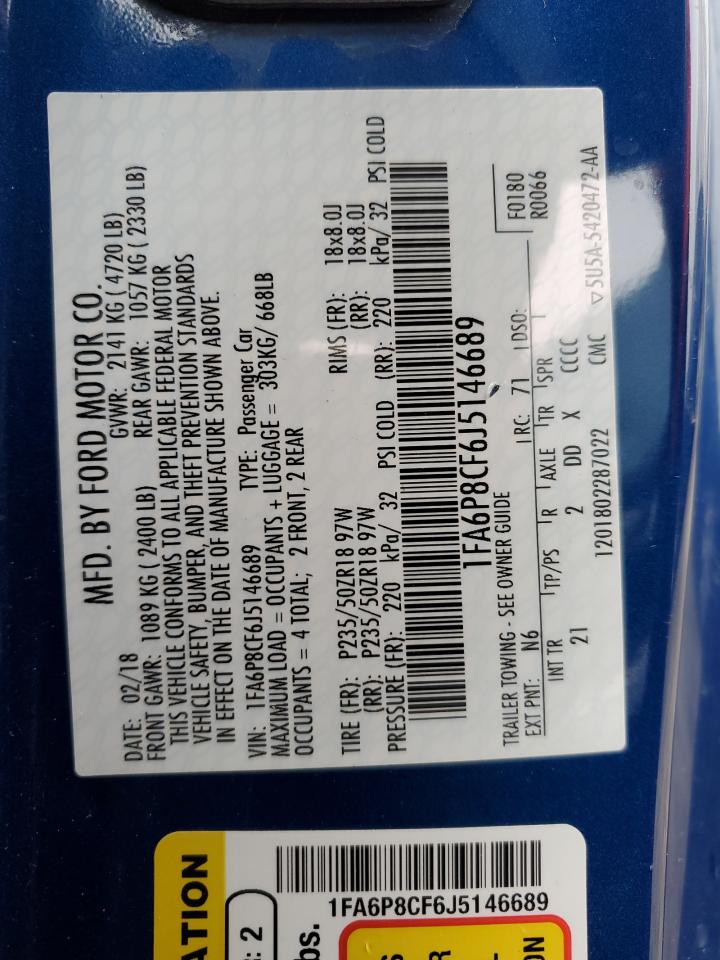 MFD. BY FORD MOTOR CO.
DATE: 02/18 GVWR: 2141 KG ( 4720 LB)
FRONT GAWR: 1089 KG ( 2400 LB) REAR GAWR: 1057 KG ( 2330 LB)
THIS VEHICLE CONFORMS TO ALL APPLICABLE FEDERAL MOTOR
VEHICLE SAFETY, BUMPER, AND THEFT PREVENTION STANDARDS
IN EFFECT ON THE DATE OF MANUFACTURE SHOWN ABOVE.
VIN: 1FA6P8CF6J5146689 TYPE: Passenger Car
MAXIMUM LOAD = OCCUPANTS + LUGGAGE = 303KG/ 668LB
OCCUPANTS = 4 TOTAL; 2 FRONT, 2 REAR
TIRE (FR): P235/50ZR18 97W RIMS (FR): 18x8.0J
(RR): P235/50ZR18 97W (RR): 18x8.0J
PRESSURE (FR): 220 kPa/ 32 PSI COLD (RR): 220 kPa/ 32 PSI COLD
1FA6P8CF6J5146689
TRAILER TOWING - SEE OWNER GUIDE F0180
EXT PNT: N6 RC: 71 DSO: R0066
INT TR TP/PS R AXLE TR SPR
21 2 DD X CCCC
1201802287022 CMC ▽5U5A-5420472-AA
ATION
: 2
bs.
1FA6P8CF6J5146689
S
R
L
ON